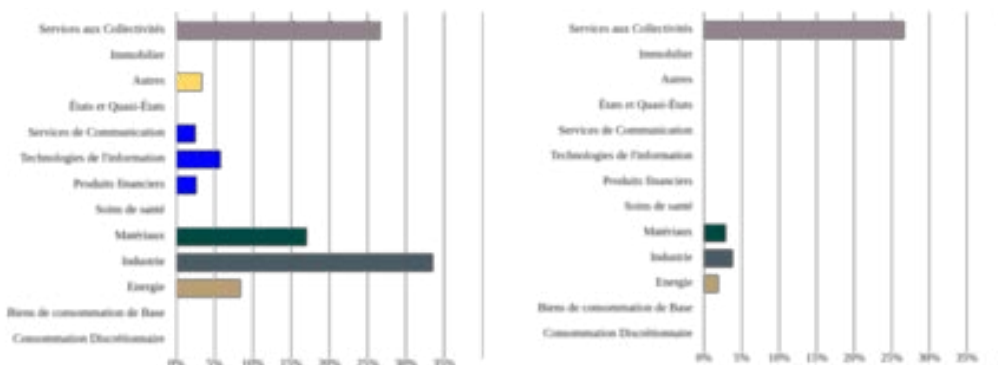 Services aux Collectivités
Immobilier
Autres
États et Quasi-États
Services de Communication
Technologies de l'information
Produits financiers
Soins de santé
Matériaux
Industrie
Energie
Biens de consommation de Base
Consommation Discrétionnaire
0% 5% 10% 15% 20% 25% 30% 35%
Services aux Collectivités
Immobilier
Autres
États et Quasi-États
Services de Communication
Technologies de l'information
Produits financiers
Soins de santé
Matériaux
Industrie
Energie
Biens de consommation de Base
Consommation Discrétionnaire
0% 5% 10% 15% 20% 25% 30% 35%